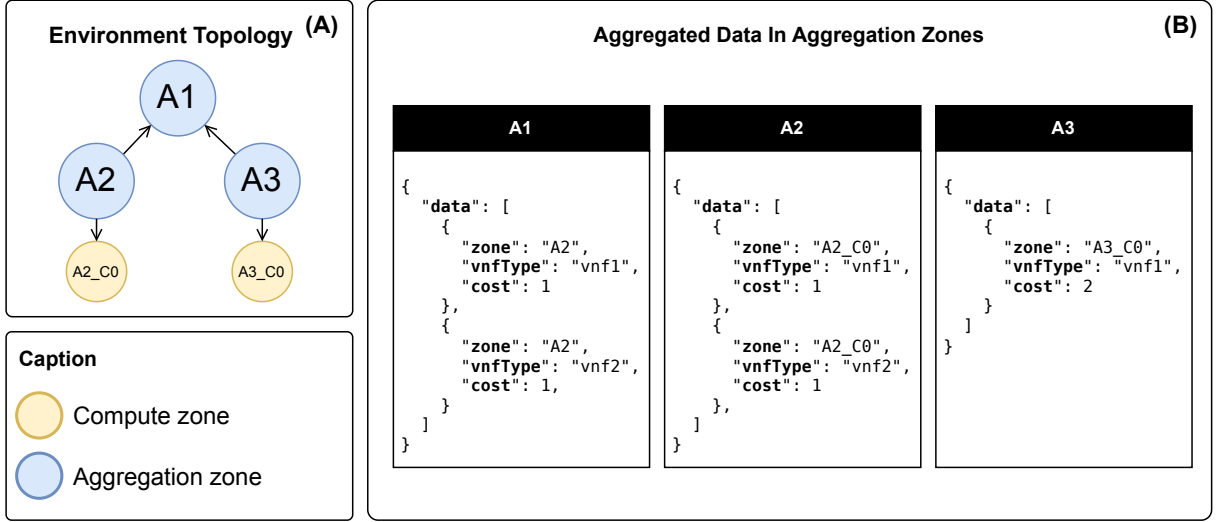 Environment Topology
(A)
A1
A2
A3
A2_C0
A3_C0
Caption
Compute zone
Aggregation zone
Aggregated Data In Aggregation Zones
(B)
A1
{
  "data": [
    {
      "zone": "A2",
      "vnfType": "vnf1",
      "cost": 1
    },
    {
      "zone": "A2",
      "vnfType": "vnf2",
      "cost": 1,
    }
  ]
}
A2
{
  "data": [
    {
      "zone": "A2_C0",
      "vnfType": "vnf1",
      "cost": 1
    },
    {
      "zone": "A2_C0",
      "vnfType": "vnf2",
      "cost": 1
    },
  ]
}
A3
{
  "data": [
    {
      "zone": "A3_C0",
      "vnfType": "vnf1",
      "cost": 2
    }
  ]
}